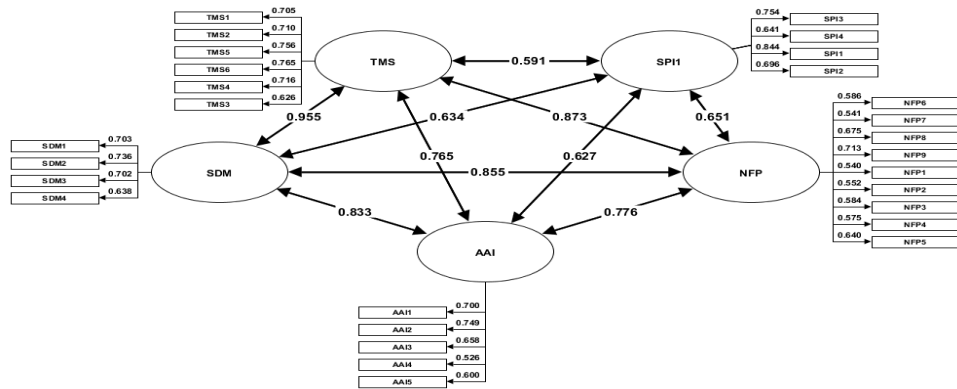 TMS1 0.705
TMS2 0.710
TMS5 0.756
TMS6 0.765
TMS4 0.716
TMS3 0.626
TMS
0.591
SPI1
0.754 SPI3
0.641 SPI4
0.844 SPI1
0.696 SPI2
0.955
0.634
0.873
0.651
0.765
0.627
SDM1 0.703
SDM2 0.736
SDM3 0.702
SDM4 0.638
SDM
0.855
NFP
0.586 NFP6
0.541 NFP7
0.675 NFP8
0.713 NFP9
0.540 NFP1
0.552 NFP2
0.584 NFP3
0.575 NFP4
0.640 NFP5
0.833
0.776
AAI
AAI1 0.700
AAI2 0.749
AAI3 0.658
AAI4 0.526
AAI5 0.600